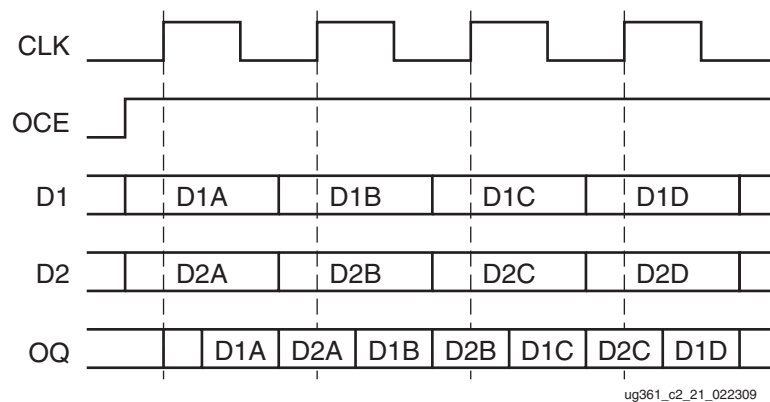 CLK
OCE
D1 D1A D1B D1C D1D
D2 D2A D2B D2C D2D
OQ D1A D2A D1B D2B D1C D2C D1D
ug361_c2_21_022309